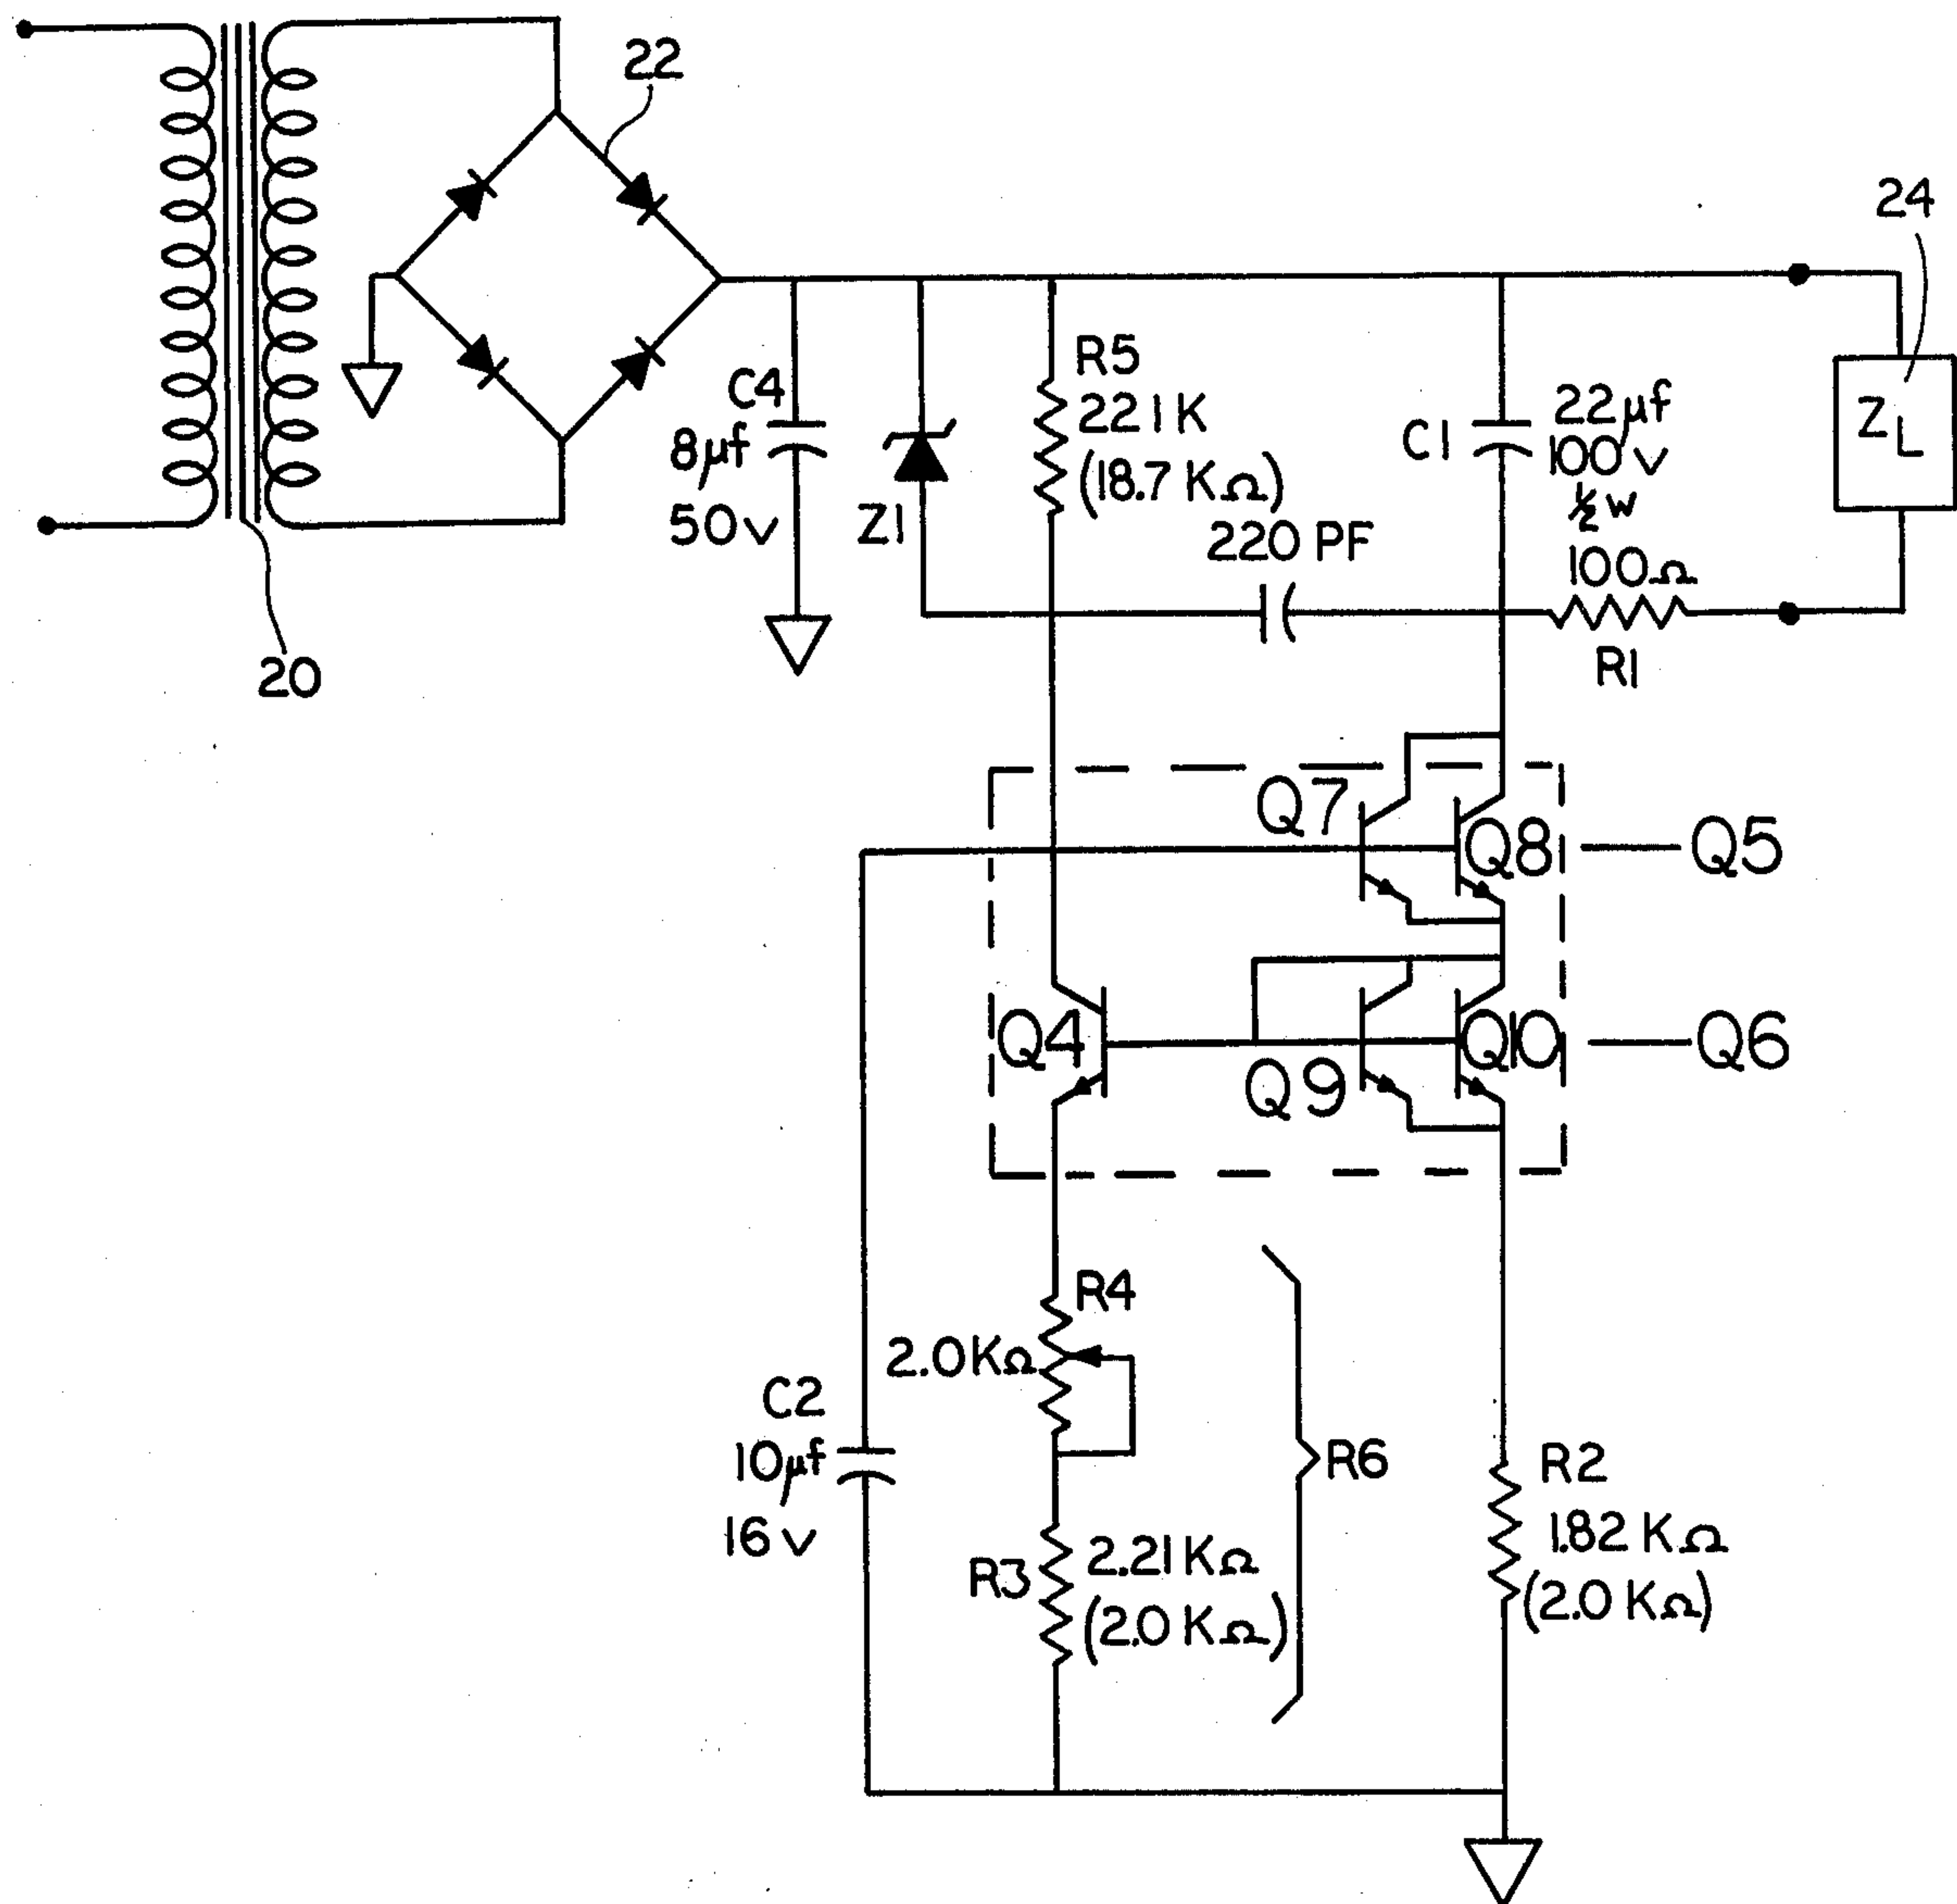 22
24
20
C4
8µf
50v
Z1
R5
221K
(18.7 KΩ)
220 PF
C1
22µf
100v
½w
100Ω
R1
ZL
Q7
Q8
Q5
Q4
Q9
Q10
Q6
R4
2.0KΩ
C2
10µf
16v
R3
2.21KΩ
(2.0 KΩ)
R6
R2
1.82 KΩ
(2.0 KΩ)